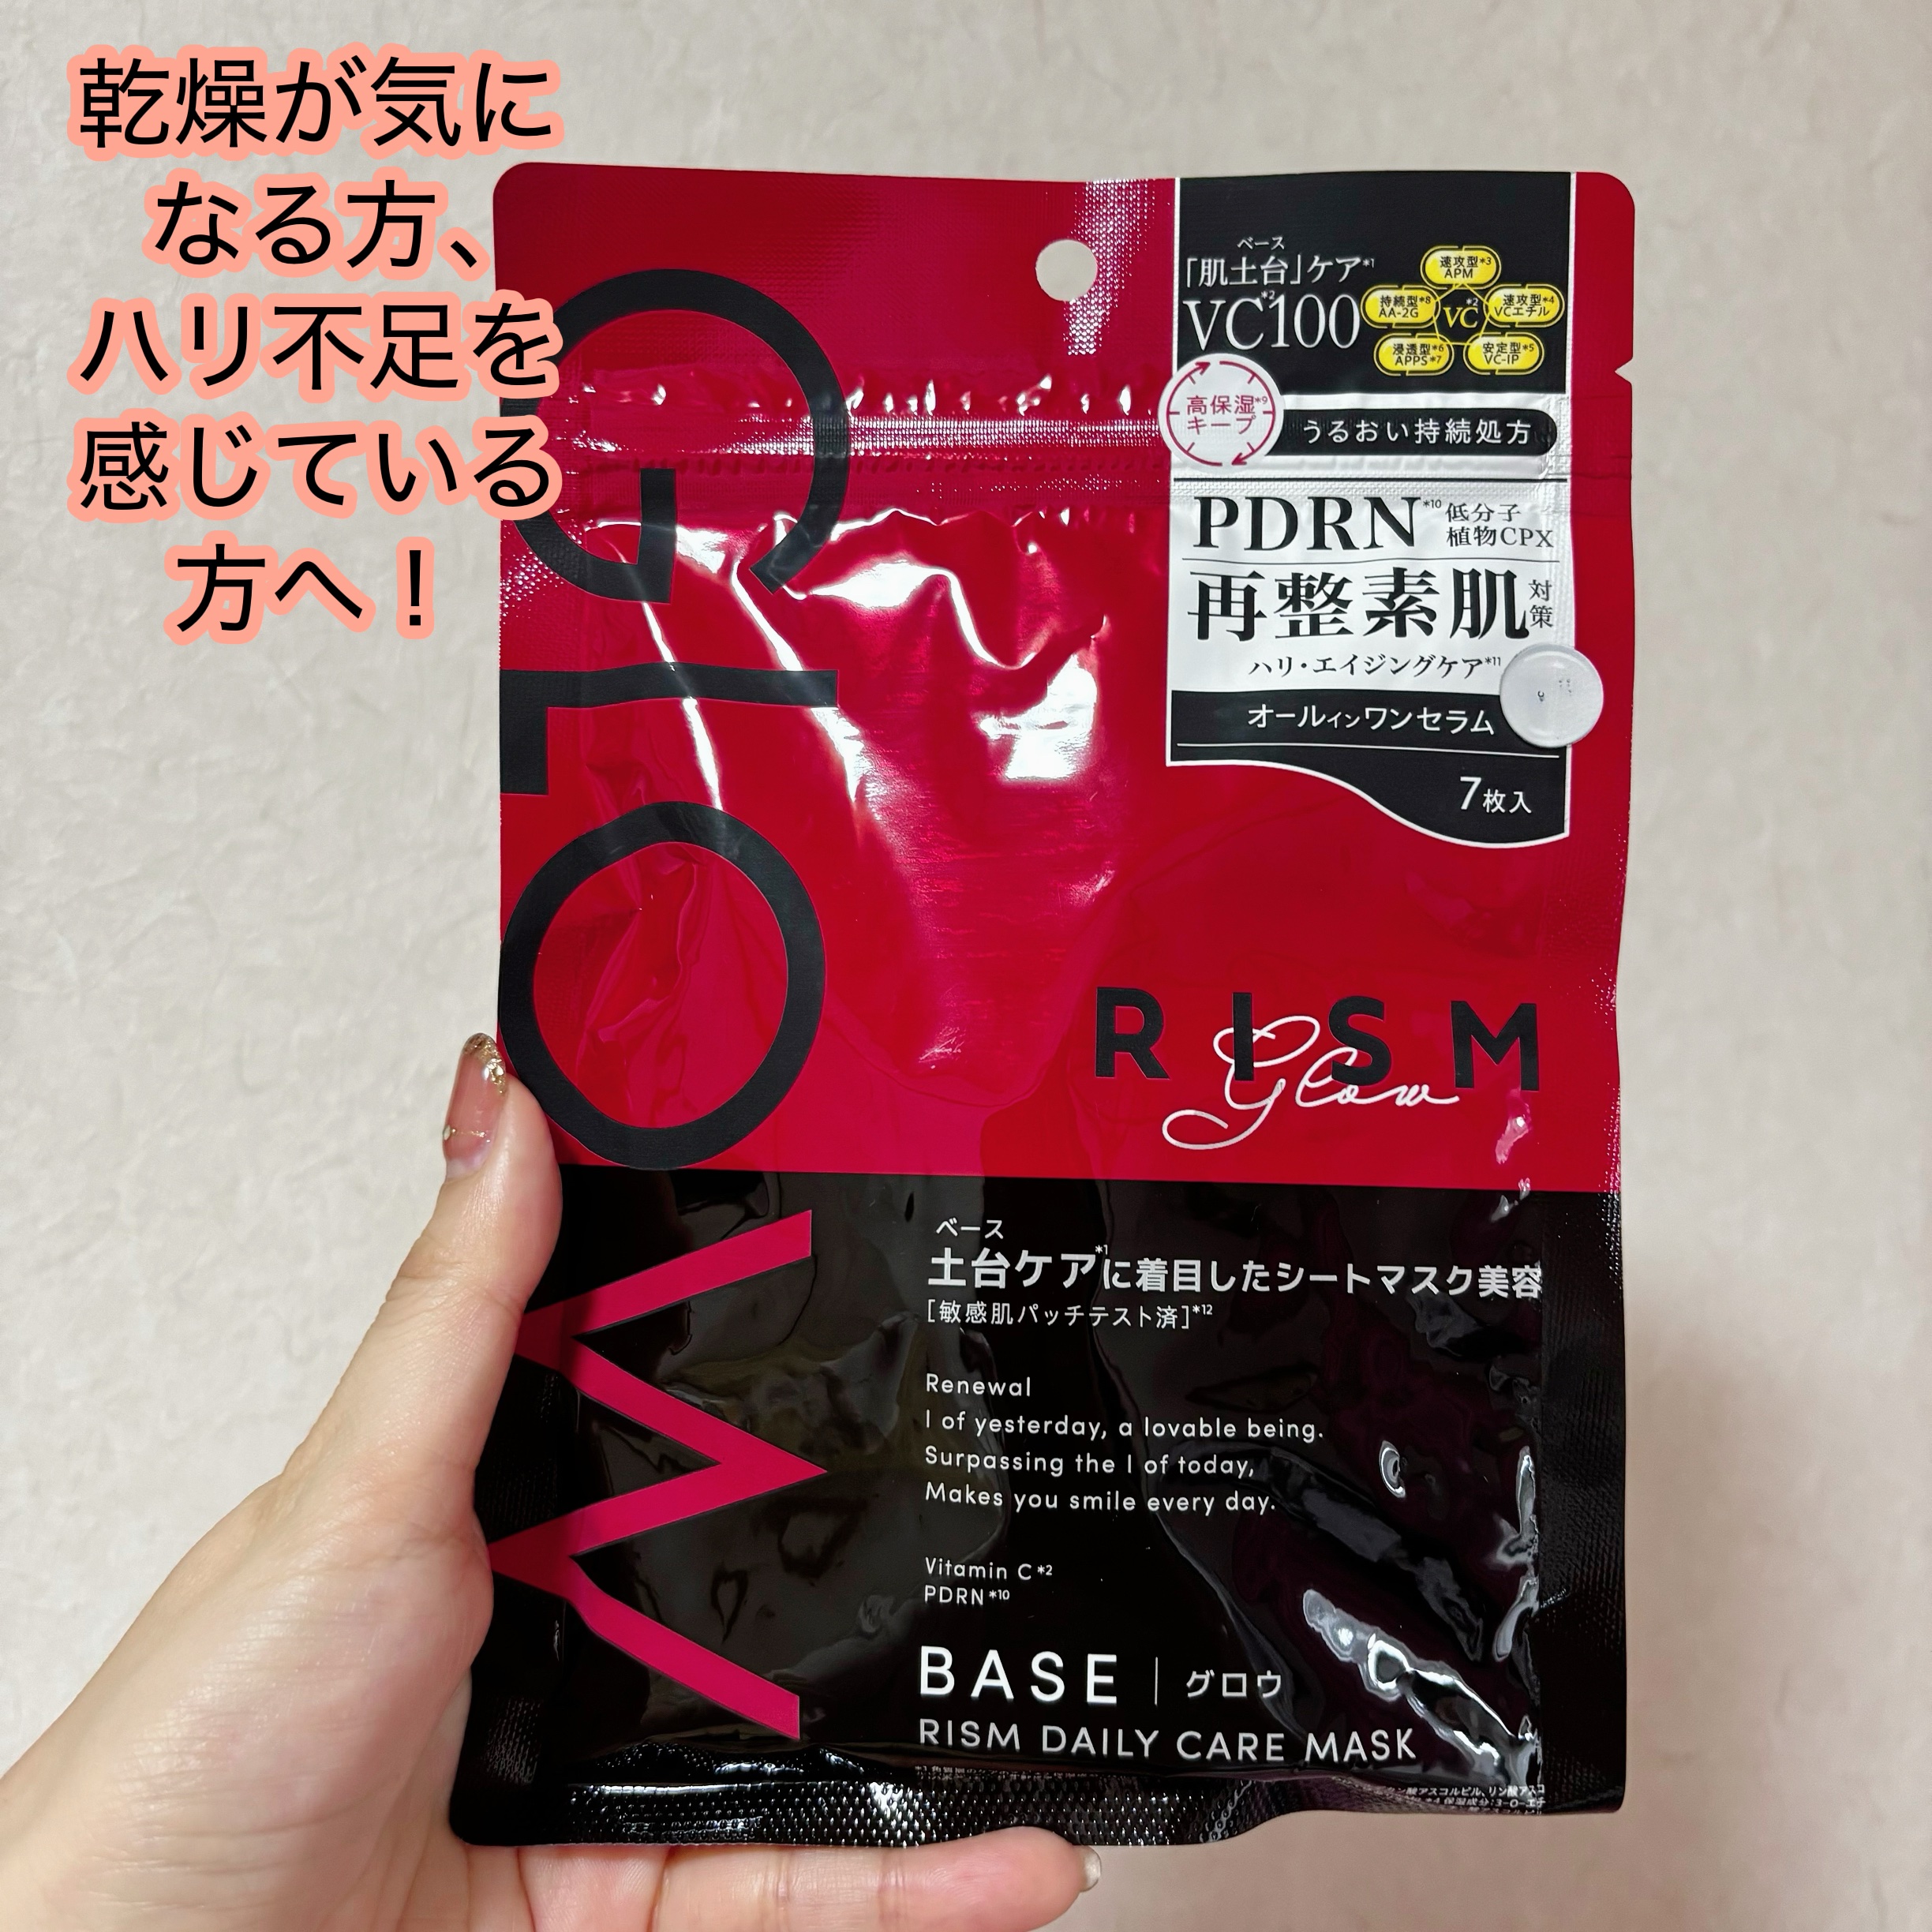 乾燥が気に
なる方、
ハリ不足を
感じている
方へ！
GLOW
ベース
「肌土台」ケア*1
VC*2100
速攻型*3
APM
持続型*8
AA-2G
VC*2
速攻型*4
VCエチル
浸透型*6
APPS*7
安定型*5
VC-IP
高保湿*9
キープ
うるおい持続処方
PDRN*10 低分子
植物CPX
再整素肌 対策
ハリ・エイジングケア*11
オールインワンセラム
7枚入
RISM
Glow
ベース
土台ケア*1に着目したシートマスク美容
[敏感肌パッチテスト済]*12
Renewal
I of yesterday, a lovable being.
Surpassing the I of today,
Makes you smile every day.
Vitamin C*2
PDRN*10
BASE | グロウ
RISM DAILY CARE MASK